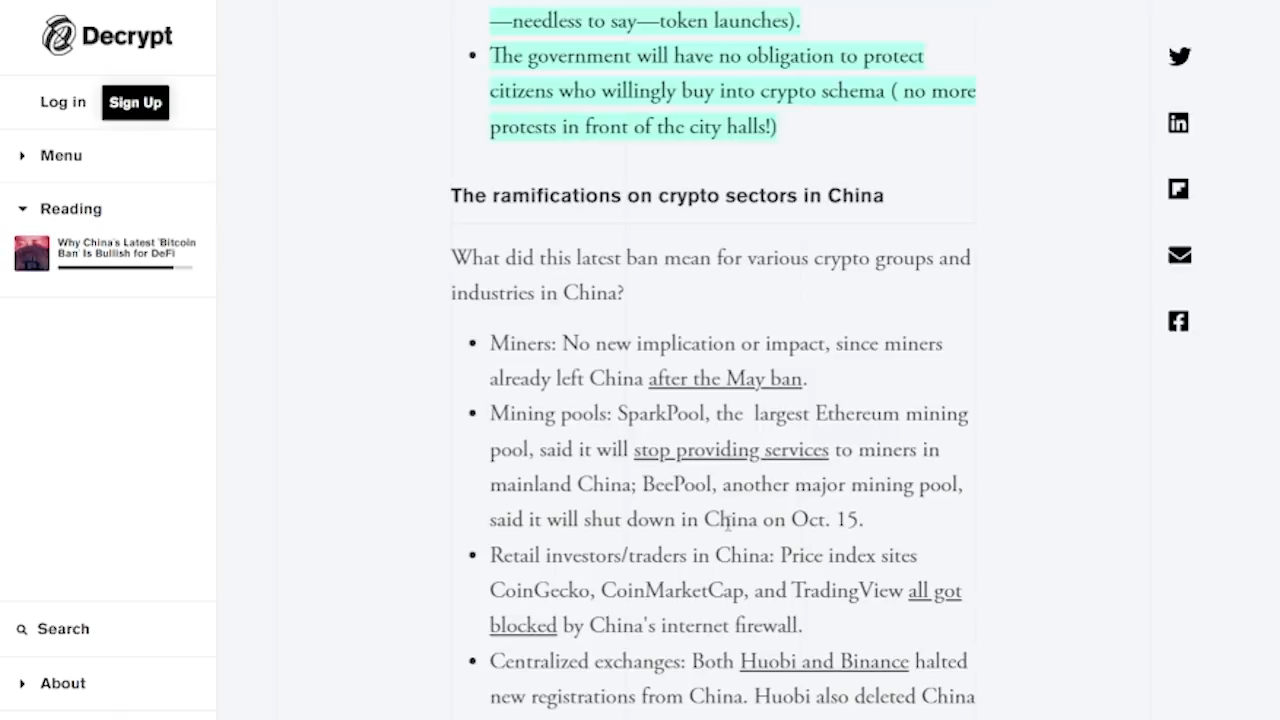 Decrypt
Log in
Sign Up
Menu
Reading
Why China's Latest 'Bitcoin
Ban' Is Bullish for DeFi
Search
About
—needless to say—token launches).
• The government will have no obligation to protect
citizens who willingly buy into crypto schema ( no more
protests in front of the city halls!)
The ramifications on crypto sectors in China
What did this latest ban mean for various crypto groups and
industries in China?
• Miners: No new implication or impact, since miners
already left China after the May ban.
• Mining pools: SparkPool, the largest Ethereum mining
pool, said it will stop providing services to miners in
mainland China; BeePool, another major mining pool,
said it will shut down in China on Oct. 15.
• Retail investors/traders in China: Price index sites
CoinGecko, CoinMarketCap, and TradingView all got
blocked by China's internet firewall.
• Centralized exchanges: Both Huobi and Binance halted
new registrations from China. Huobi also deleted China